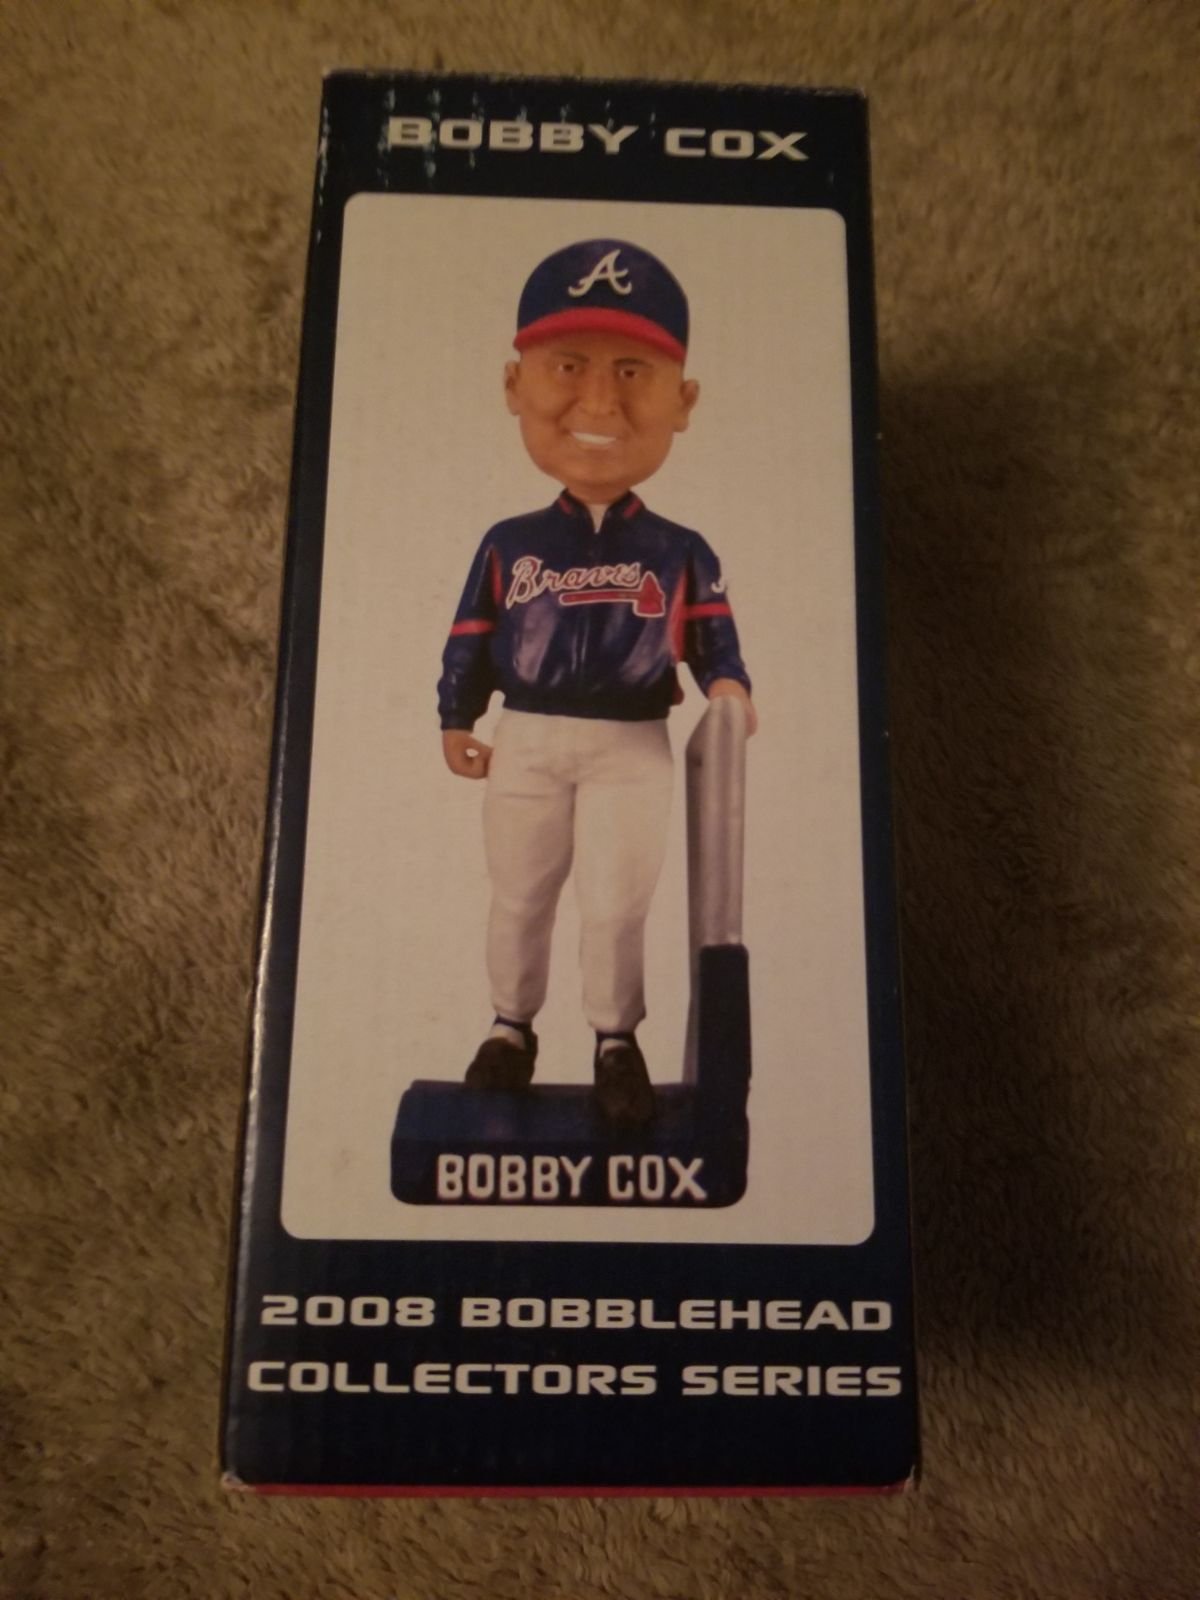 BOBBY COX
A
Braves
BOBBY COX
2008 BOBBLEHEAD
COLLECTORS SERIES